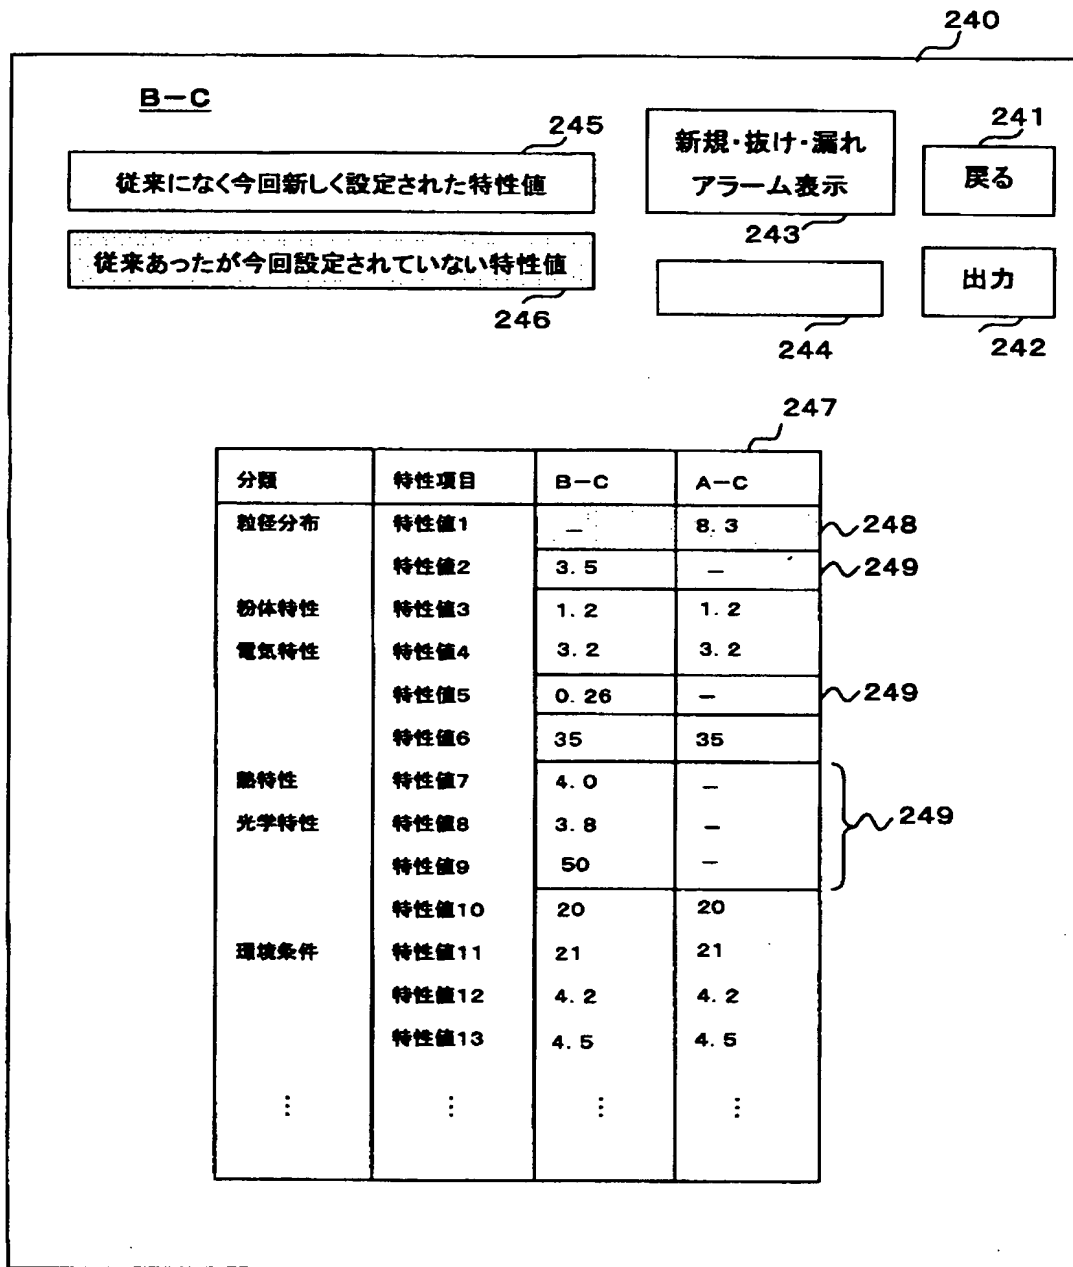 240
B-C
245
従来になく今回新しく設定された特性値
新規・抜け・漏れ
アラーム表示
243
241
戻る
従来あったが今回設定されていない特性値
246
244
出力
242
247
分類 特性項目 B-C A-C
粒径分布 特性値1 - 8.3 248
特性値2 3.5 - 249
粉体特性 特性値3 1.2 1.2
電気特性 特性値4 3.2 3.2
特性値5 0.26 - 249
特性値6 35 35
熱特性 特性値7 4.0 -
光学特性 特性値8 3.8 - 249
特性値9 50 -
特性値10 20 20
環境条件 特性値11 21 21
特性値12 4.2 4.2
特性値13 4.5 4.5
⋮ ⋮ ⋮ ⋮